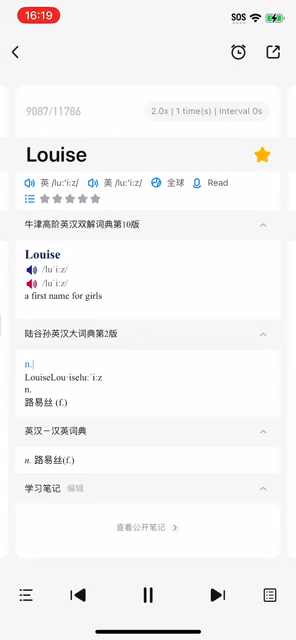 16:19
SOS
9087/11786
2.0x | 1 time(s) | Interval 0s
Louise
英 /luːˈiːz/ 美 /luːˈiːz/ 全球 Read
牛津高阶英汉双解词典第10版
Louise
/luˈiːz/
/luˈiːz/
a first name for girls
陆谷孙英汉大词典第2版
n.|
LouiseLou·iseluːˈiːz
n.
路易丝 (f.)
英汉－汉英词典
n. 路易丝(f.)
学习笔记 编辑
查看公开笔记